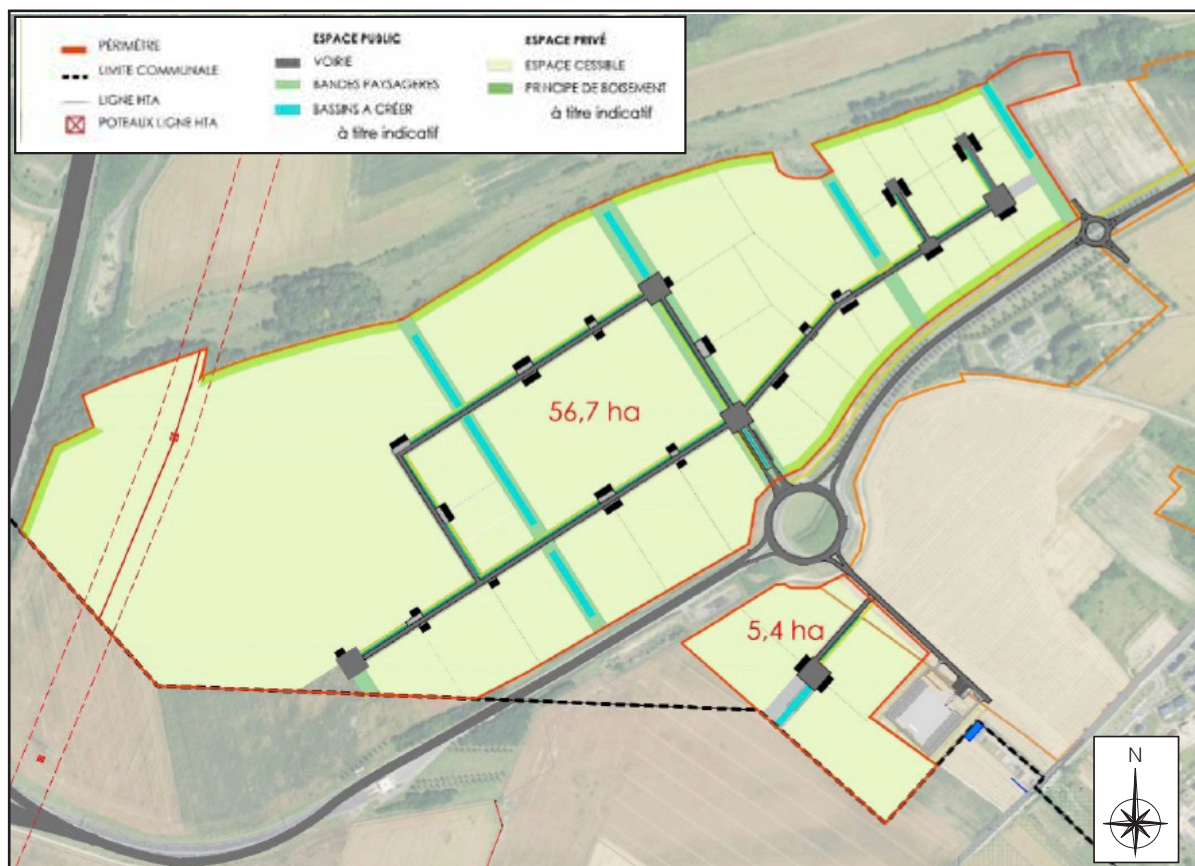 PÉRIMÈTRE
LIMITE COMMUNALE
LIGNE HTA
POTEAUX LIGNE HTA
ESPACE PUBLIC
VOIRIE
BANDES PAYSAGERES
BASSINS A CRÉER
à titre indicatif
ESPACE PRIVÉ
ESPACE CESSIBLE
PRINCIPE DE BOISEMENT
à titre indicatif
56,7 ha
5,4 ha
N